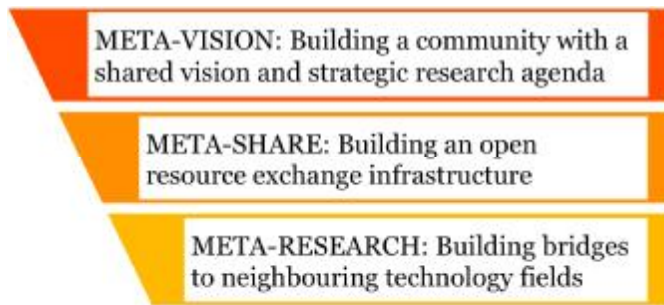 META-VISION: Building a community with a
shared vision and strategic research agenda
META-SHARE: Building an open
resource exchange infrastructure
META-RESEARCH: Building bridges
to neighbouring technology fields